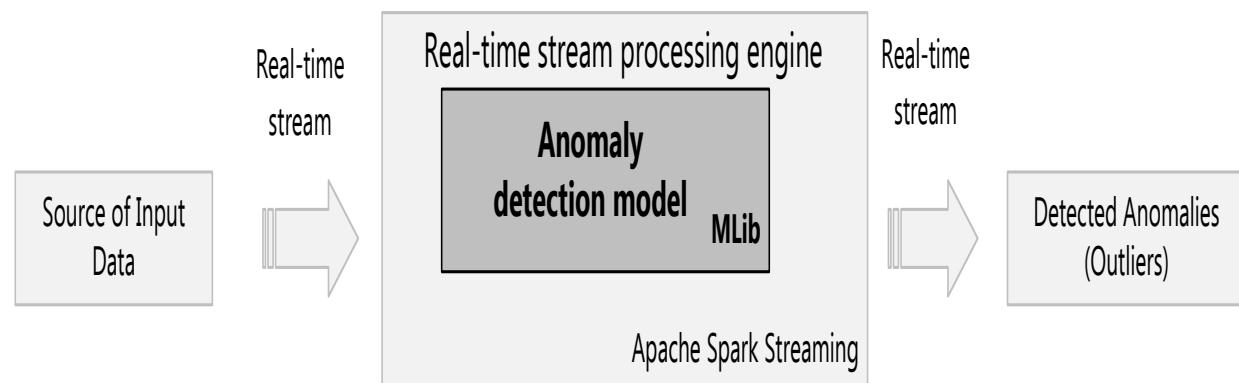 Source of Input
Data
Real-time
stream
Real-time stream processing engine
Anomaly
detection model
MLib
Apache Spark Streaming
Real-time
stream
Detected Anomalies
(Outliers)